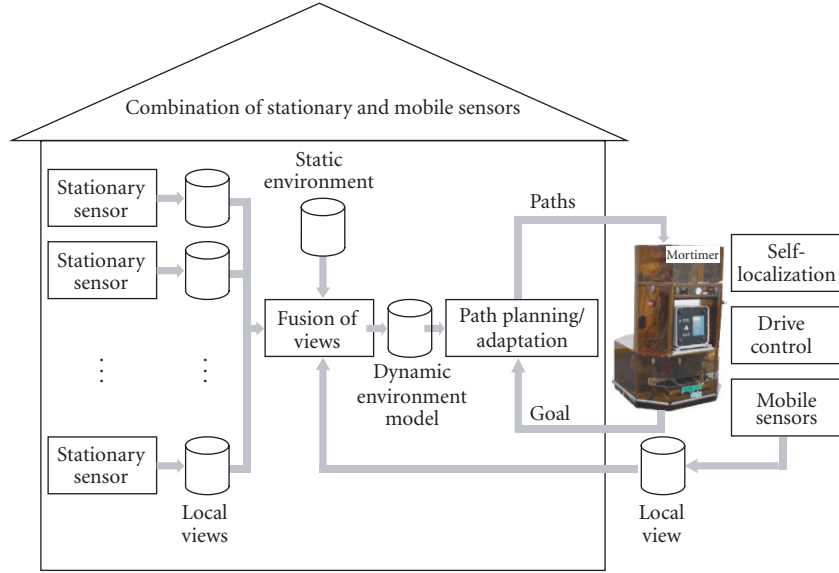 Combination of stationary and mobile sensors
Stationary
sensor
Static
environment
Paths
Stationary
sensor
Mortimer
Self-
localization
Fusion of
views
Path planning/
adaptation
Drive
control
Dynamic
environment
model
Goal
Mobile
sensors
Stationary
sensor
Local
views
Local
view